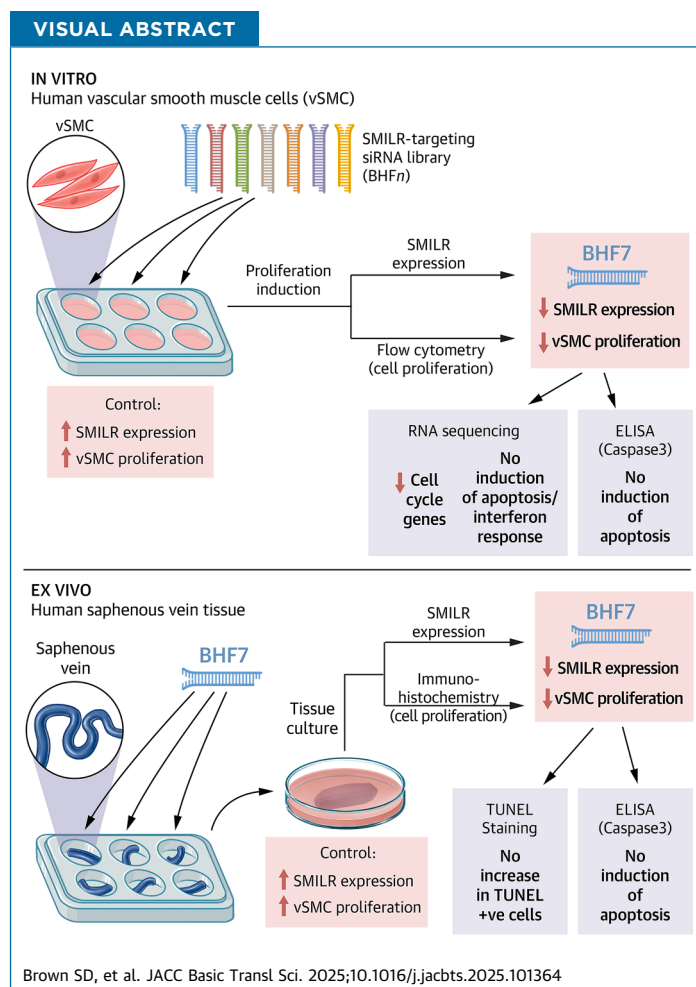 VISUAL ABSTRACT
IN VITRO
Human vascular smooth muscle cells (vSMC)
vSMC
SMILR-targeting
siRNA library
(BHFn)
Proliferation
induction
SMILR
expression
Flow cytometry
(cell proliferation)
BHF7
SMILR expression
vSMC proliferation
Control:
SMILR expression
vSMC proliferation
RNA sequencing
Cell
cycle
genes
No
induction
of apoptosis/
interferon
response
ELISA
(Caspase3)
No
induction
of
apoptosis
EX VIVO
Human saphenous vein tissue
Saphenous
vein
BHF7
Tissue
culture
SMILR
expression
Immuno-
histochemistry
(cell proliferation)
BHF7
SMILR expression
vSMC proliferation
Control:
SMILR expression
vSMC proliferation
TUNEL
Staining
No
increase
in TUNEL
+ve cells
ELISA
(Caspase3)
No
induction
of
apoptosis
Brown SD, et al. JACC Basic Transl Sci. 2025;10.1016/j.jacbts.2025.101364